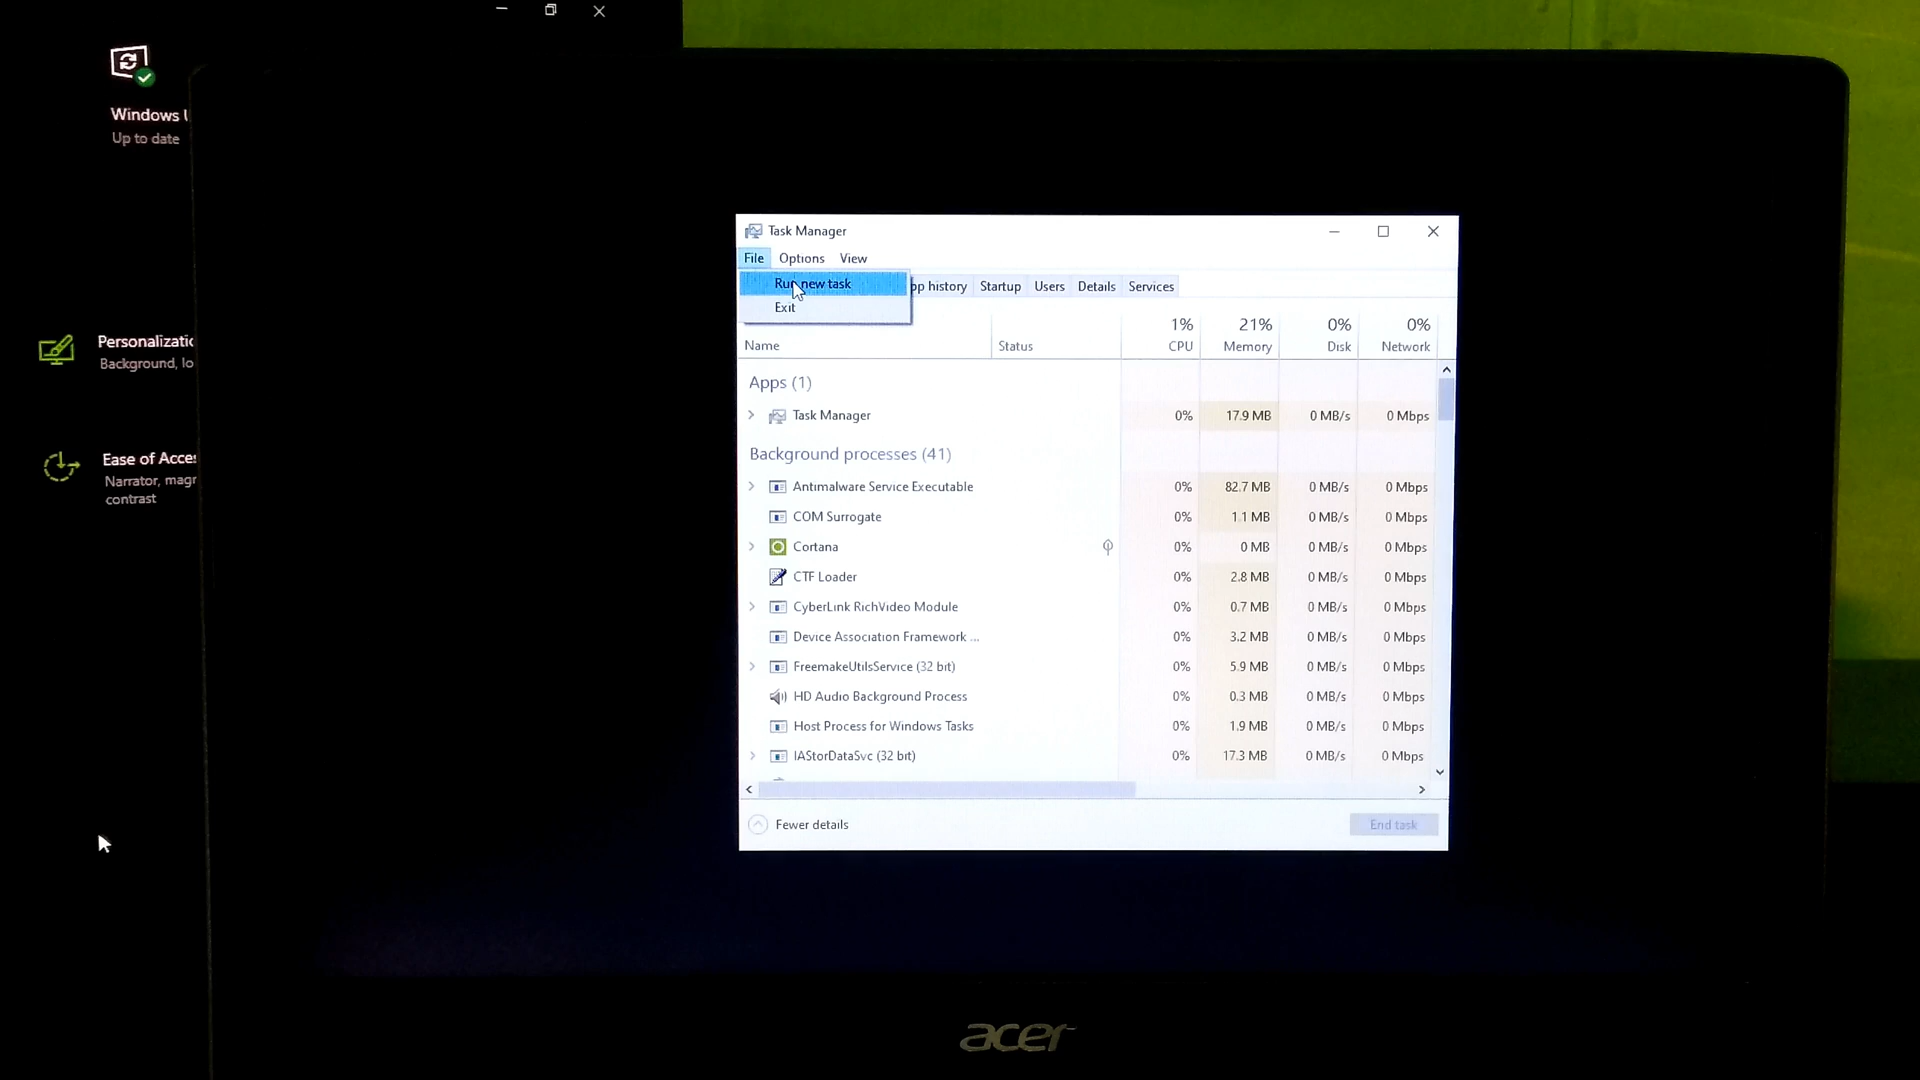 Windows U
Up to date
Personalizatio
Background, lo
Ease of Acces
Narrator, magn
contrast
Task Manager
File Options View
Run new task
Exit
pp history Startup Users Details Services
1% 21% 0% 0%
Name Status CPU Memory Disk Network
Apps (1)
Task Manager 0% 17.9 MB 0 MB/s 0 Mbps
Background processes (41)
Antimalware Service Executable 0% 82.7 MB 0 MB/s 0 Mbps
COM Surrogate 0% 1.1 MB 0 MB/s 0 Mbps
Cortana 0% 0 MB 0 MB/s 0 Mbps
CTF Loader 0% 2.8 MB 0 MB/s 0 Mbps
CyberLink RichVideo Module 0% 0.7 MB 0 MB/s 0 Mbps
Device Association Framework ... 0% 3.2 MB 0 MB/s 0 Mbps
FreemakeUtilsService (32 bit) 0% 5.9 MB 0 MB/s 0 Mbps
HD Audio Background Process 0% 0.3 MB 0 MB/s 0 Mbps
Host Process for Windows Tasks 0% 1.9 MB 0 MB/s 0 Mbps
IAStorDataSvc (32 bit) 0% 17.3 MB 0 MB/s 0 Mbps
Fewer details End task
acer